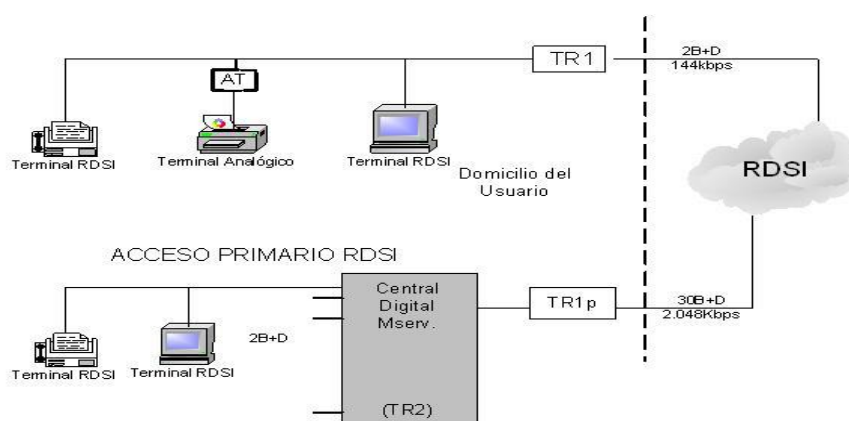 TR1
2B+D
144kbps
AT
Terminal RDSI
Terminal Analógico
Terminal RDSI
Domicilio del
Usuario
RDSI
ACCESO PRIMARIO RDSI
Central
Digital
Mserv.
TR1p
30B+D
2.048Kbps
2B+D
Terminal RDSI
Terminal RDSI
(TR2)